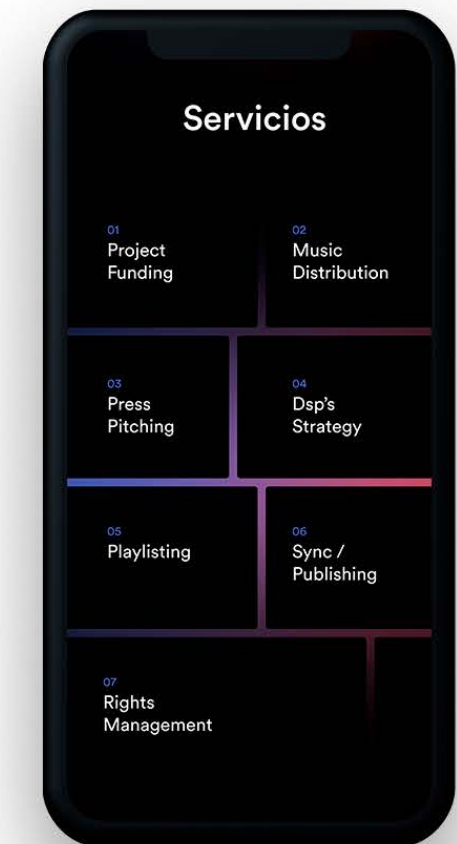 Servicios
01
Project
Funding
02
Music
Distribution
03
Press
Pitching
04
Dsp's
Strategy
05
Playlisting
06
Sync /
Publishing
07
Rights
Management